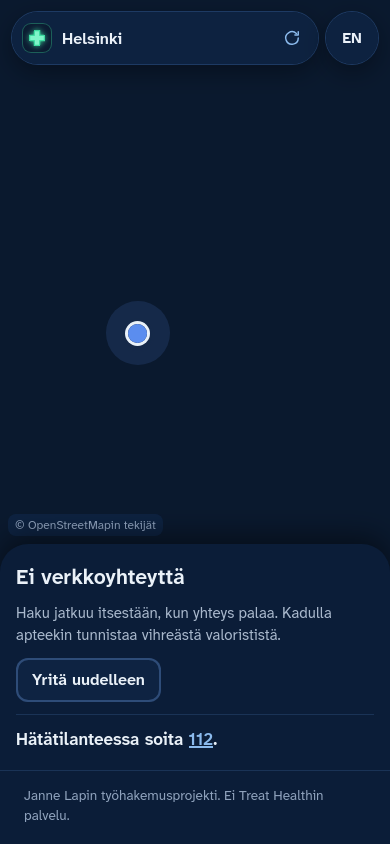 Helsinki
EN
© OpenStreetMapin tekijät
Ei verkkoyhteyttä
Haku jatkuu itsestään, kun yhteys palaa. Kadulla
apteekin tunnistaa vihreästä valorististä.
Yritä uudelleen
Hätätilanteessa soita 112.
Janne Lapin työhakemusprojekti. Ei Treat Healthin
palvelu.